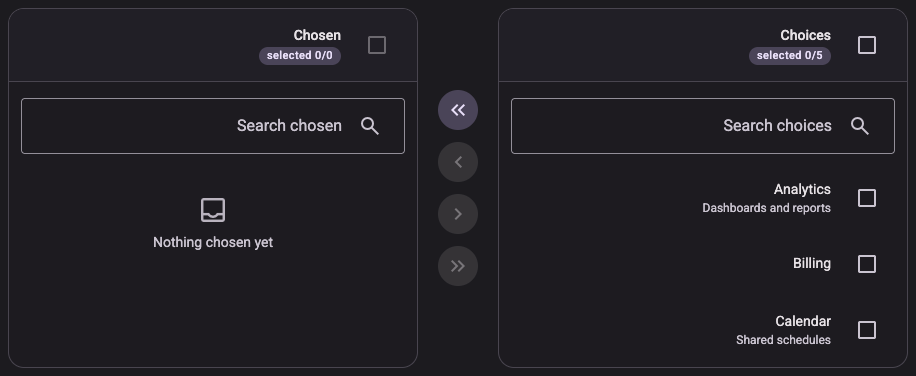 Chosen
selected 0/0
Search chosen
Nothing chosen yet
Choices
selected 0/5
Search choices
Analytics
Dashboards and reports
Billing
Calendar
Shared schedules